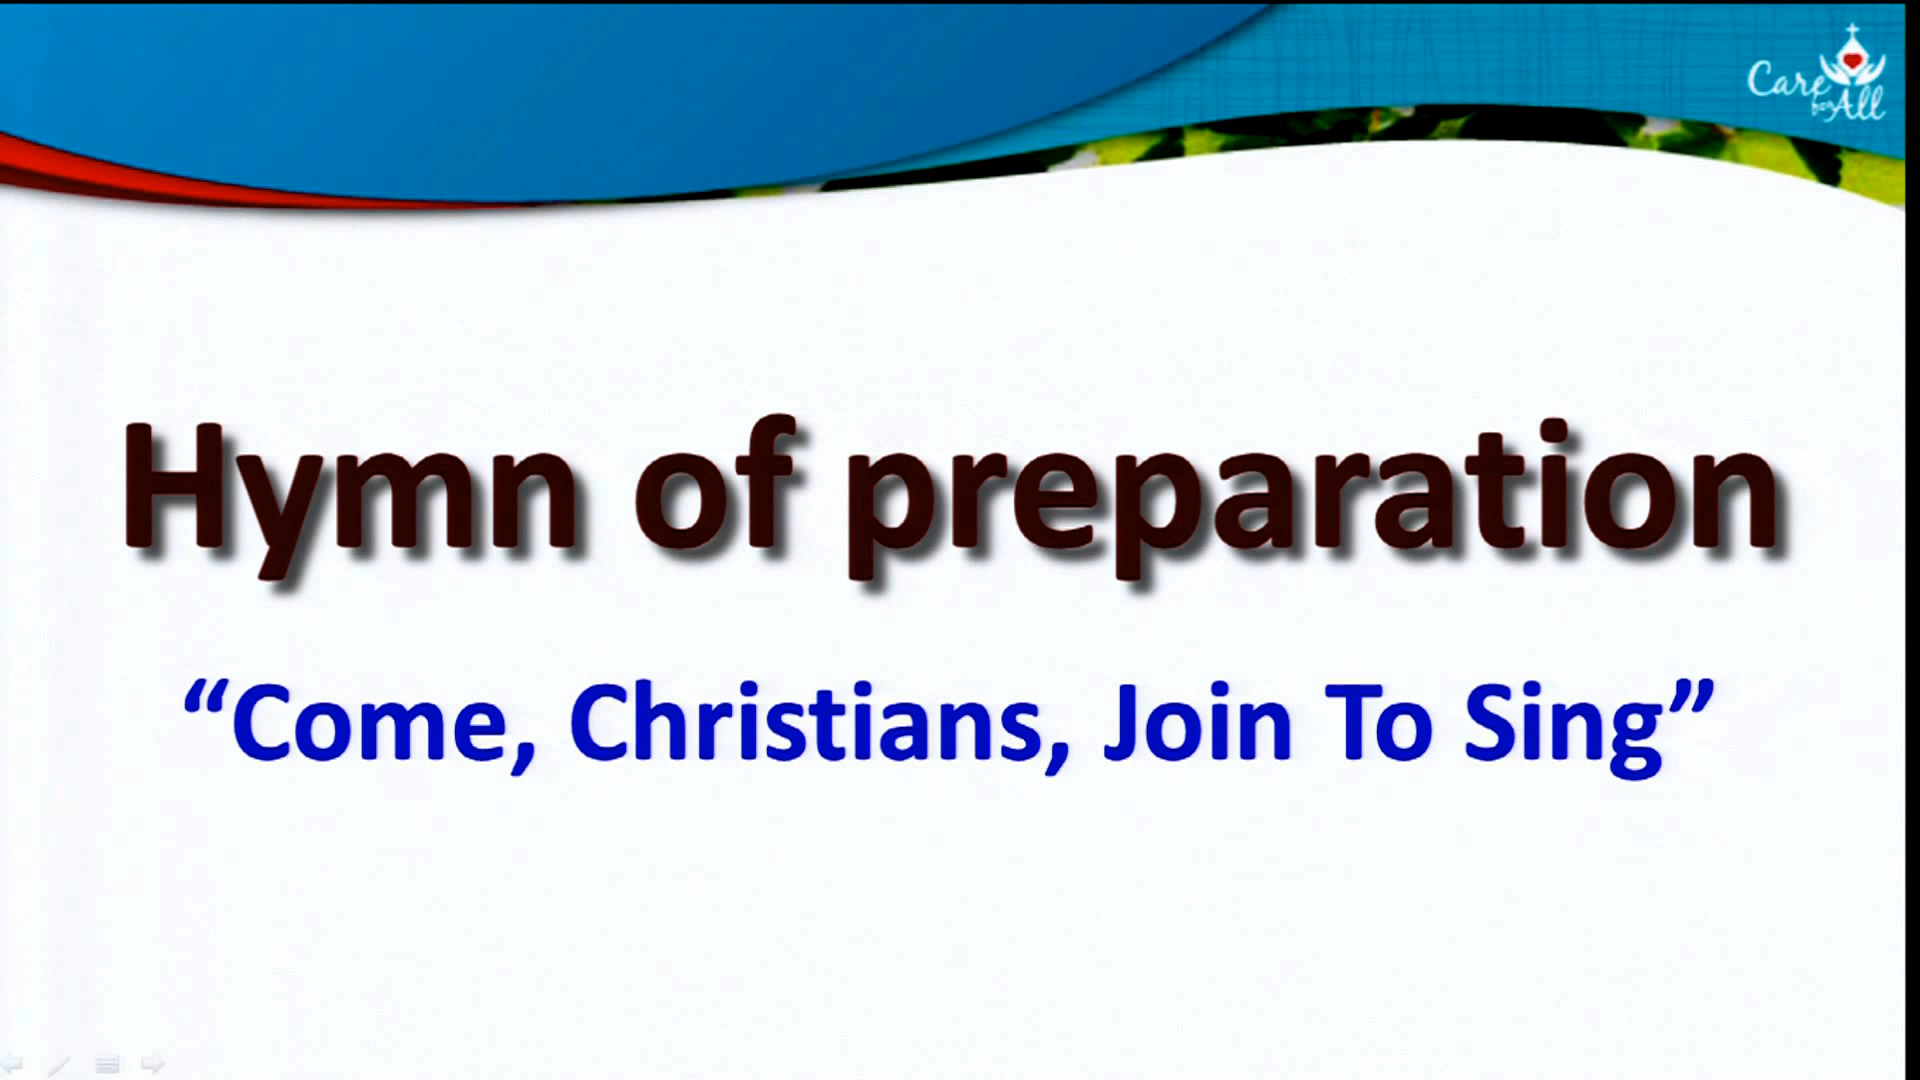 Care
for All
Hymn of preparation
“Come, Christians, Join To Sing”